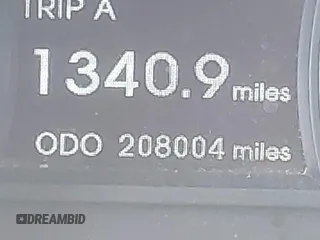 TRIP A
1340.9 miles
ODO 208004 miles
DREAMBID